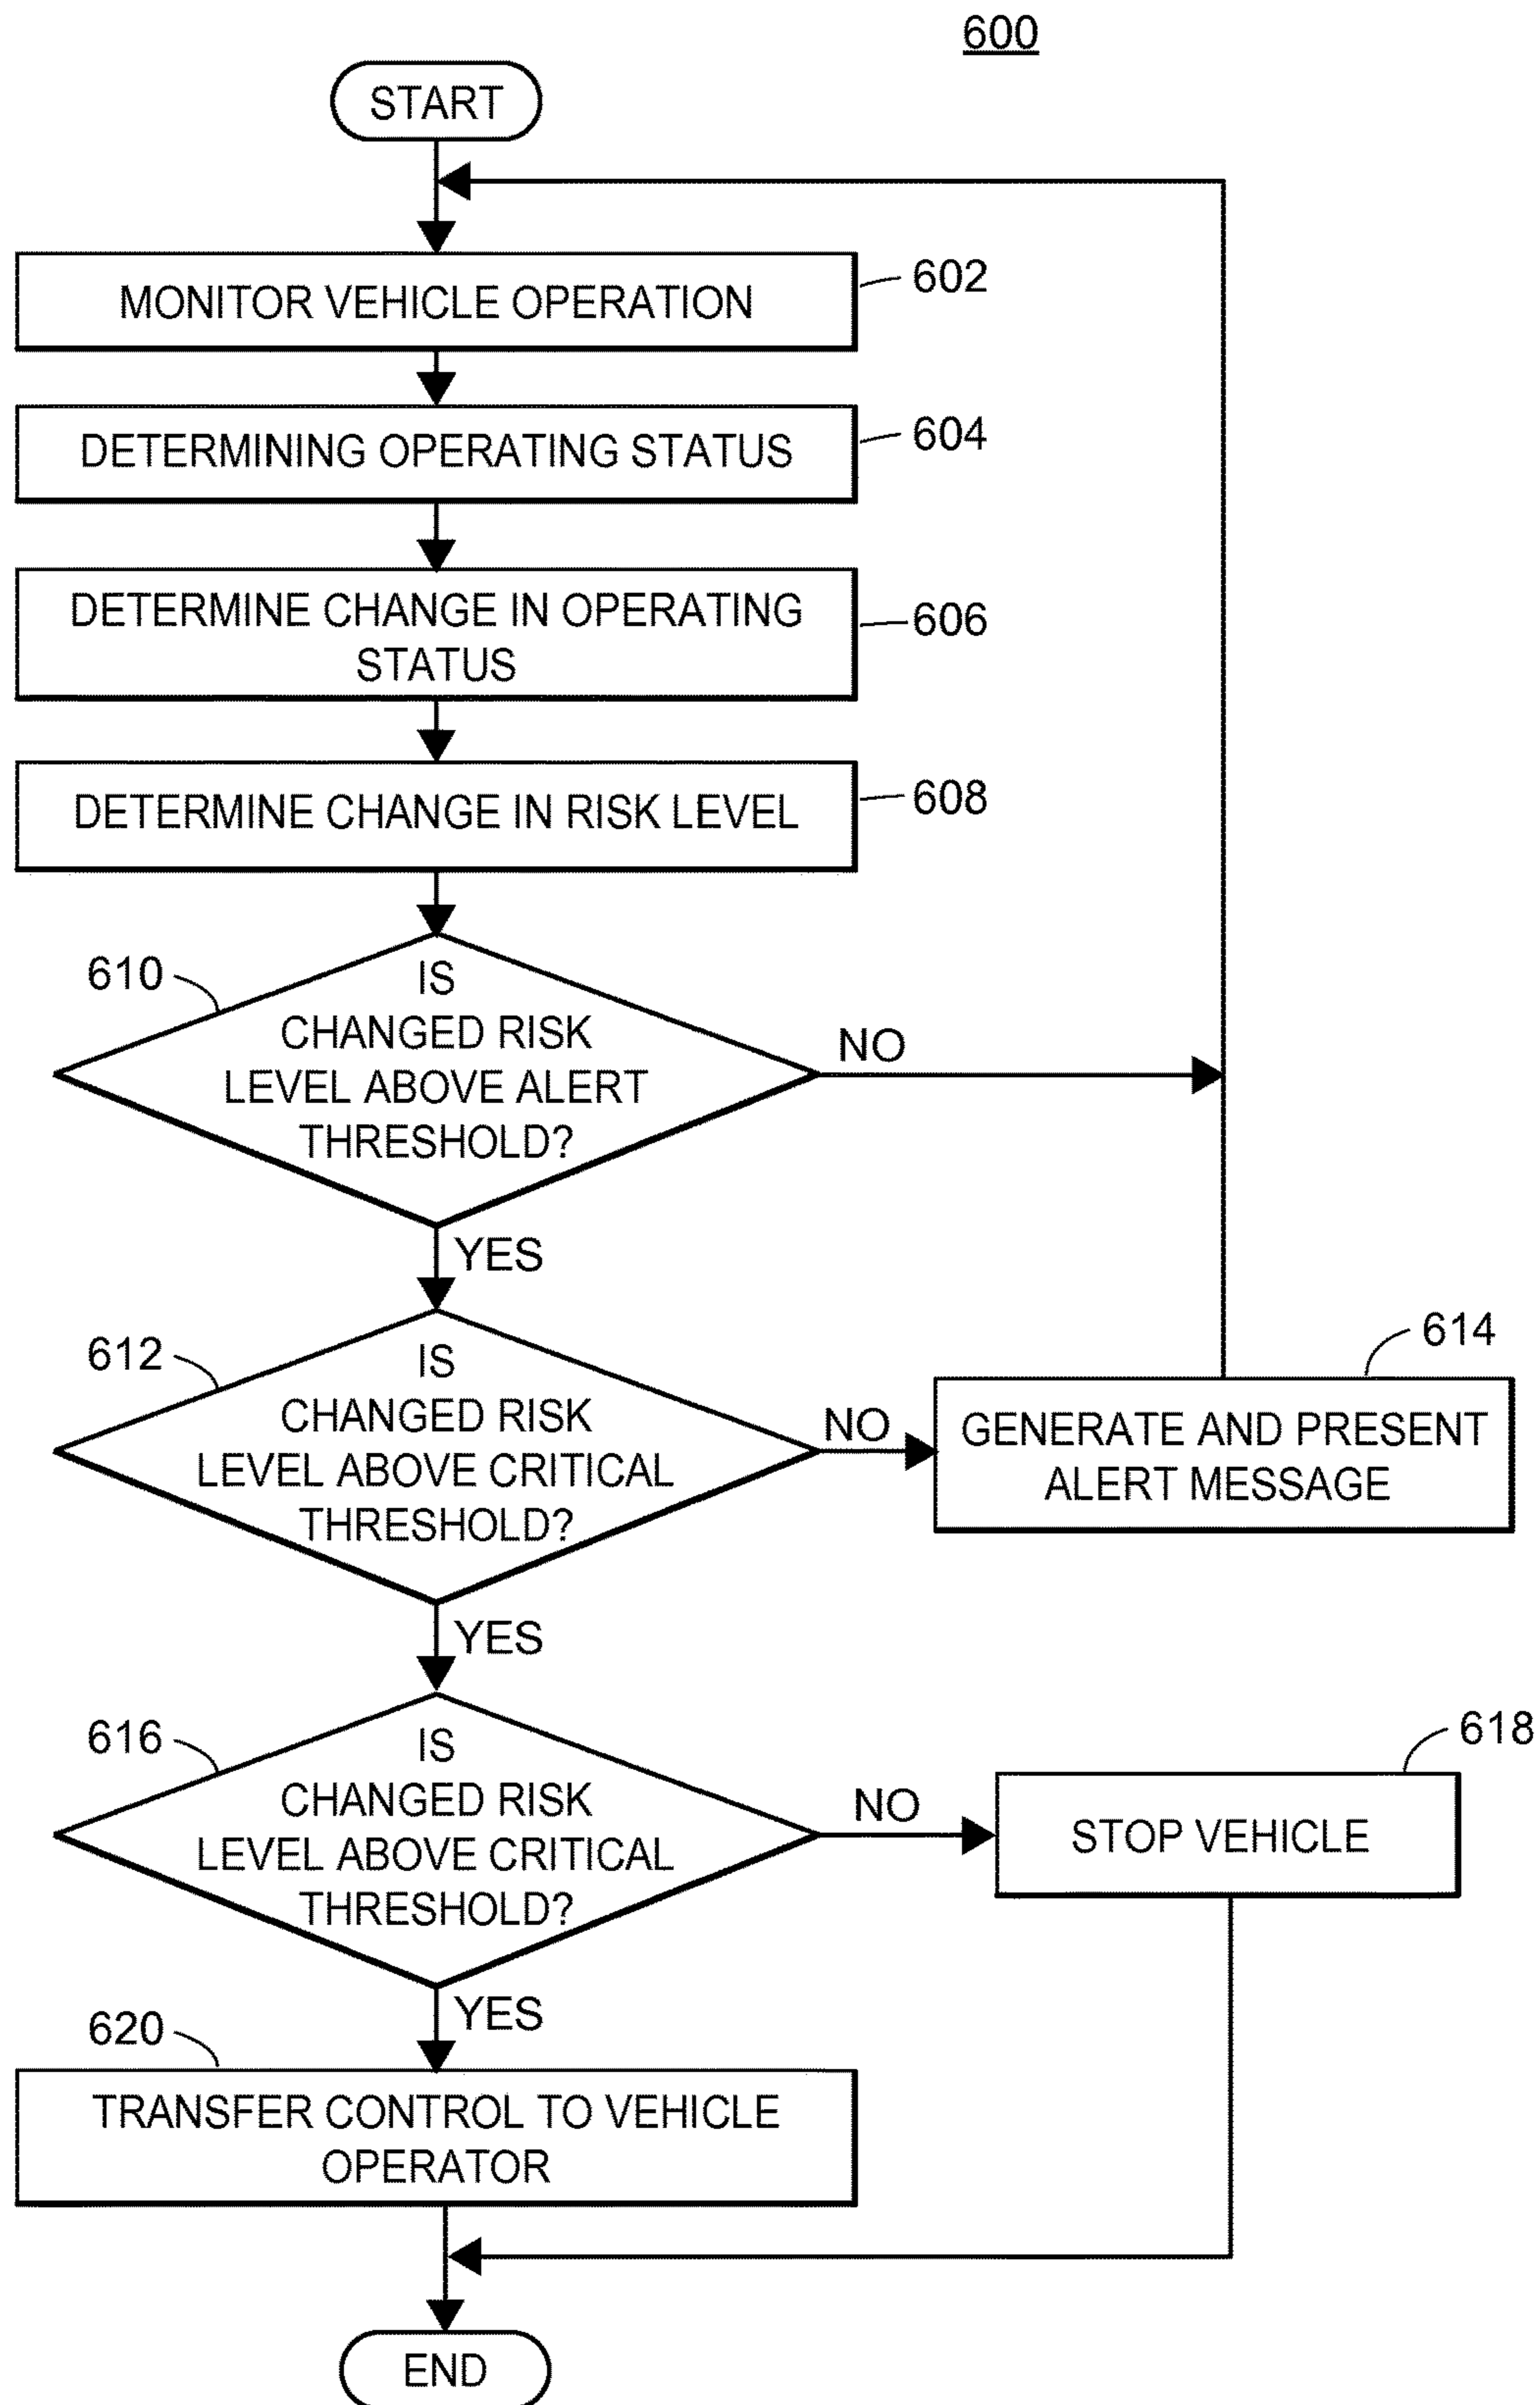 600
START
MONITOR VEHICLE OPERATION
602
DETERMINING OPERATING STATUS
604
DETERMINE CHANGE IN OPERATING
STATUS
606
DETERMINE CHANGE IN RISK LEVEL
608
610
IS
CHANGED RISK
LEVEL ABOVE ALERT
THRESHOLD?
NO
YES
612
IS
CHANGED RISK
LEVEL ABOVE CRITICAL
THRESHOLD?
NO
614
GENERATE AND PRESENT
ALERT MESSAGE
YES
616
IS
CHANGED RISK
LEVEL ABOVE CRITICAL
THRESHOLD?
NO
618
STOP VEHICLE
YES
620
TRANSFER CONTROL TO VEHICLE
OPERATOR
END